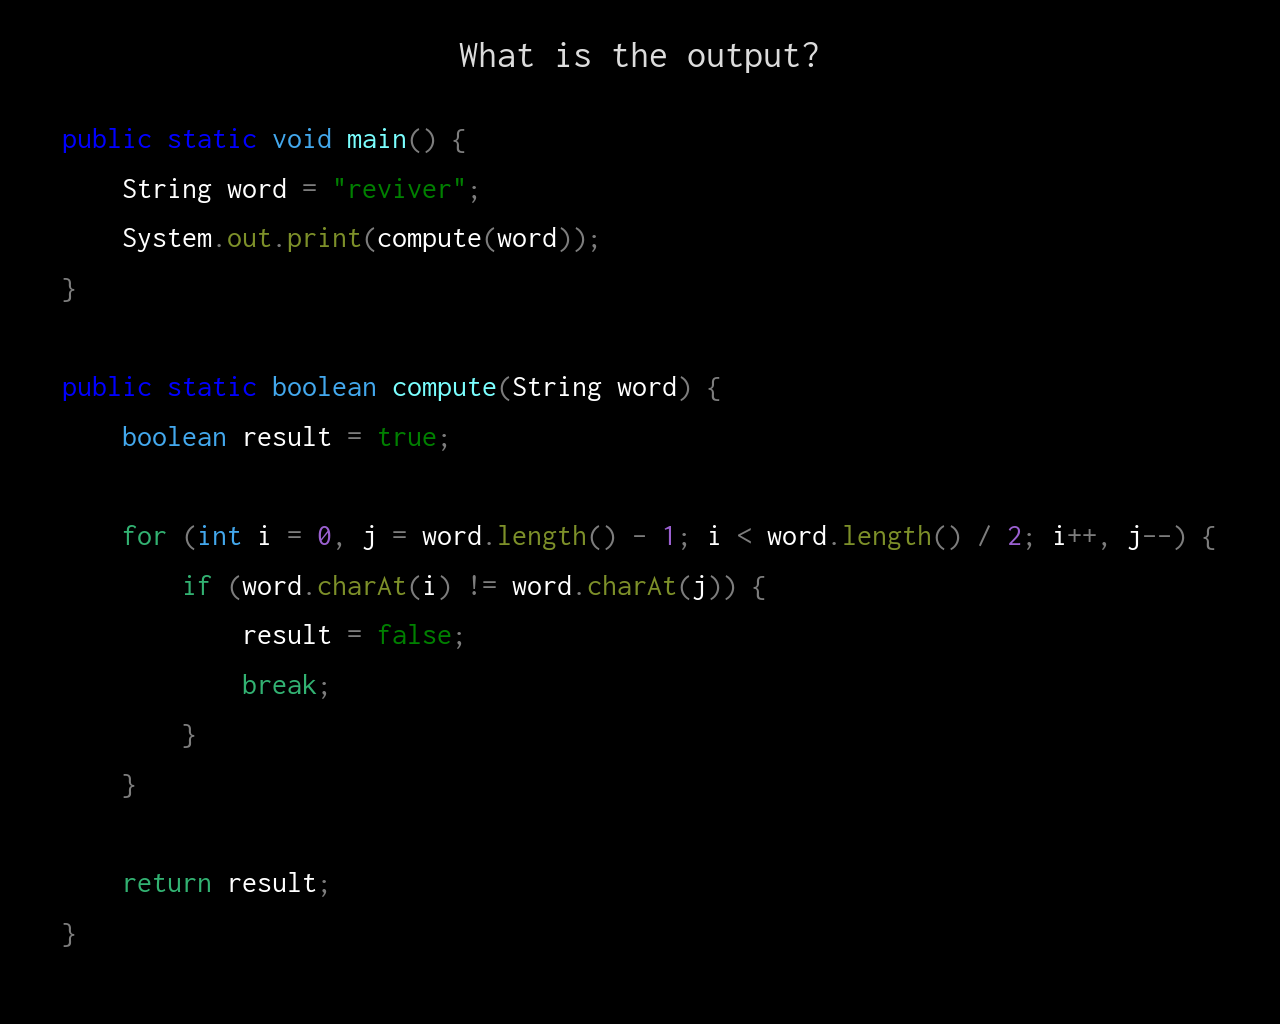 What is the output?
public static void main() {
    String word = "reviver";
    System.out.print(compute(word));
}
public static boolean compute(String word) {
    boolean result = true;
    for (int i = 0, j = word.length() - 1; i < word.length() / 2; i++, j--) {
        if (word.charAt(i) != word.charAt(j)) {
            result = false;
            break;
        }
    }
    return result;
}